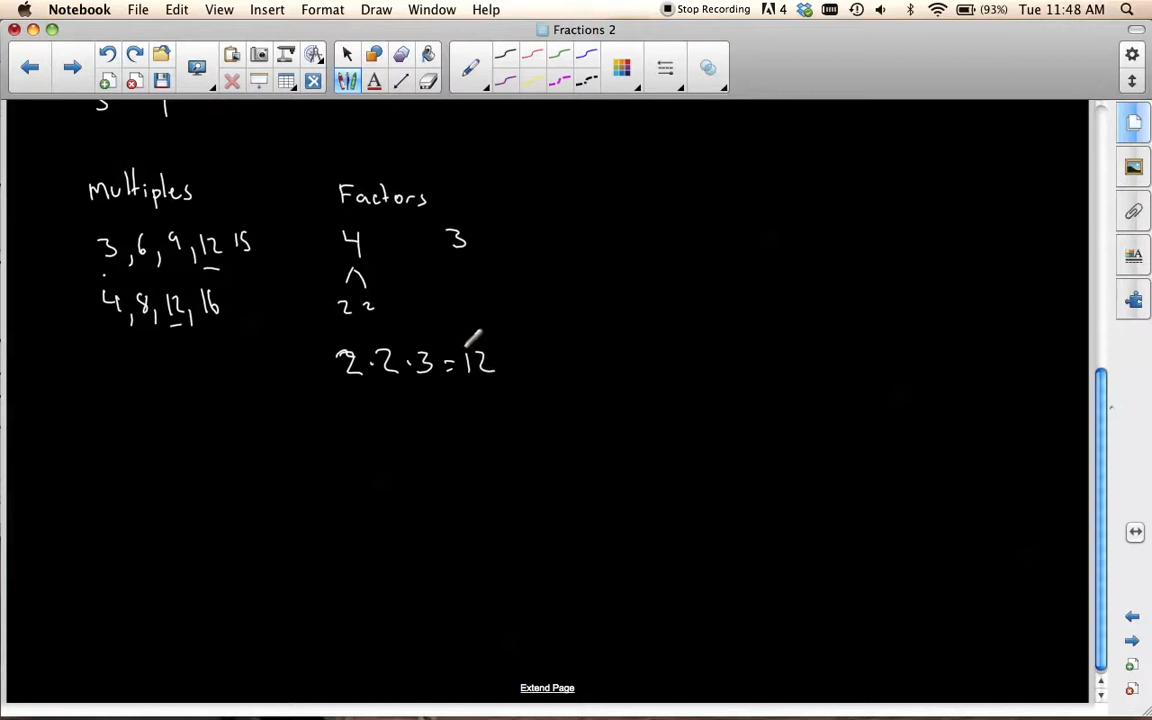 Notebook File Edit View Insert Format Draw Window Help Stop Recording 4 (93%) Tue 11:48 AM
Fractions 2
Multiples Factors
3, 6, 9, 12 15 4 3
4, 8, 12, 16 2 2
2 · 2 · 3 = 12
Extend Page